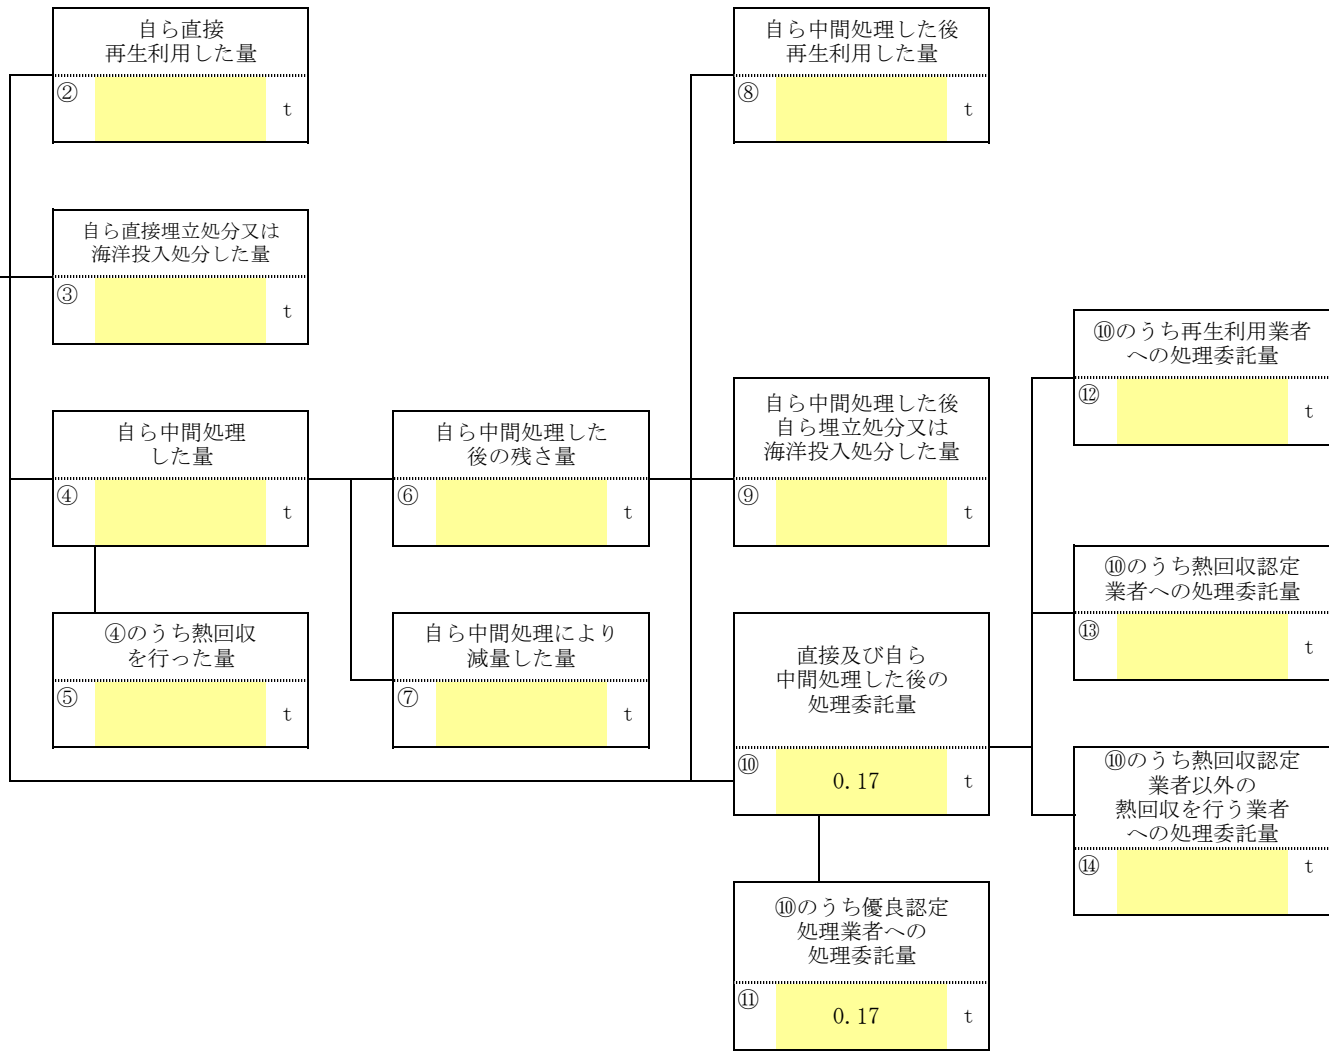 自ら直接
再生利用した量
②
t
自ら中間処理した後
再生利用した量
⑧
t
自ら直接埋立処分又は
海洋投入処分した量
③
t
⑩のうち再生利用業者
への処理委託量
⑫
t
自ら中間処理
した量
④
t
自ら中間処理した
後の残さ量
⑥
t
自ら中間処理した後
自ら埋立処分又は
海洋投入処分した量
⑨
t
⑩のうち熱回収認定
業者への処理委託量
⑬
t
④のうち熱回収
を行った量
⑤
t
自ら中間処理により
減量した量
⑦
t
直接及び自ら
中間処理した後の
処理委託量
⑩
0.17 t
⑩のうち熱回収認定
業者以外の
熱回収を行う業者
への処理委託量
⑭
t
⑩のうち優良認定
処理業者への
処理委託量
⑪
0.17 t